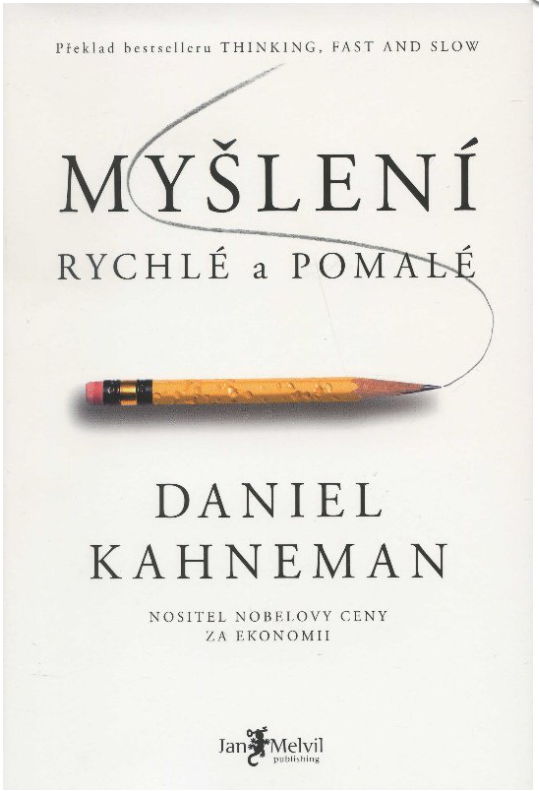 Překlad bestselleru THINKING, FAST AND SLOW
MYŠLENÍ
RYCHLÉ a POMALÉ
DANIEL
KAHNEMAN
NOSITEL NOBELOVY CENY
ZA EKONOMII
Jan Melvil
publishing